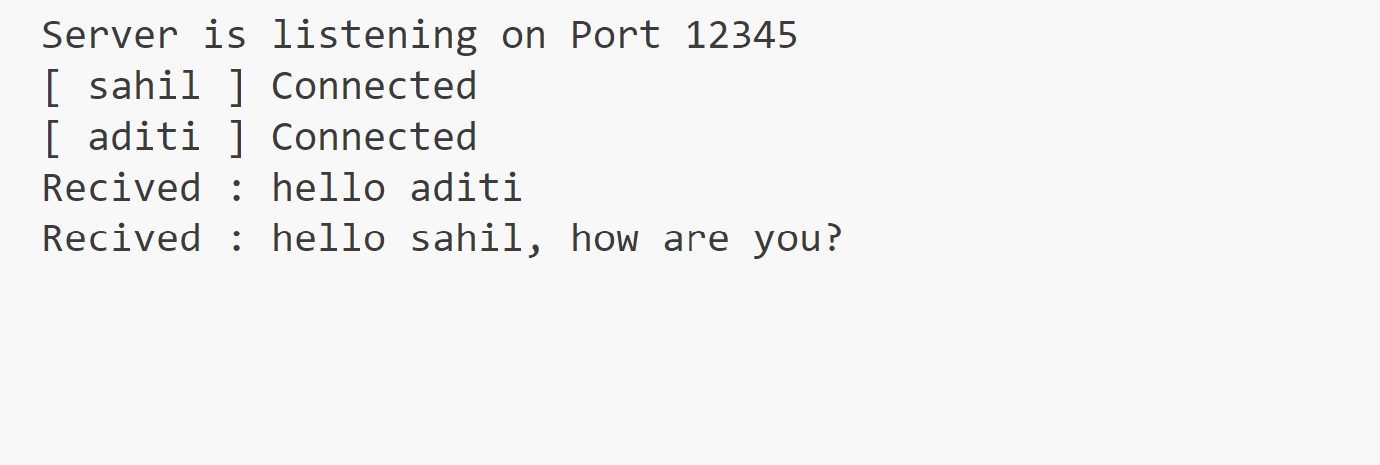 Server is listening on Port 12345
[ sahil ] Connected
[ aditi ] Connected
Recived : hello aditi
Recived : hello sahil, how are you?